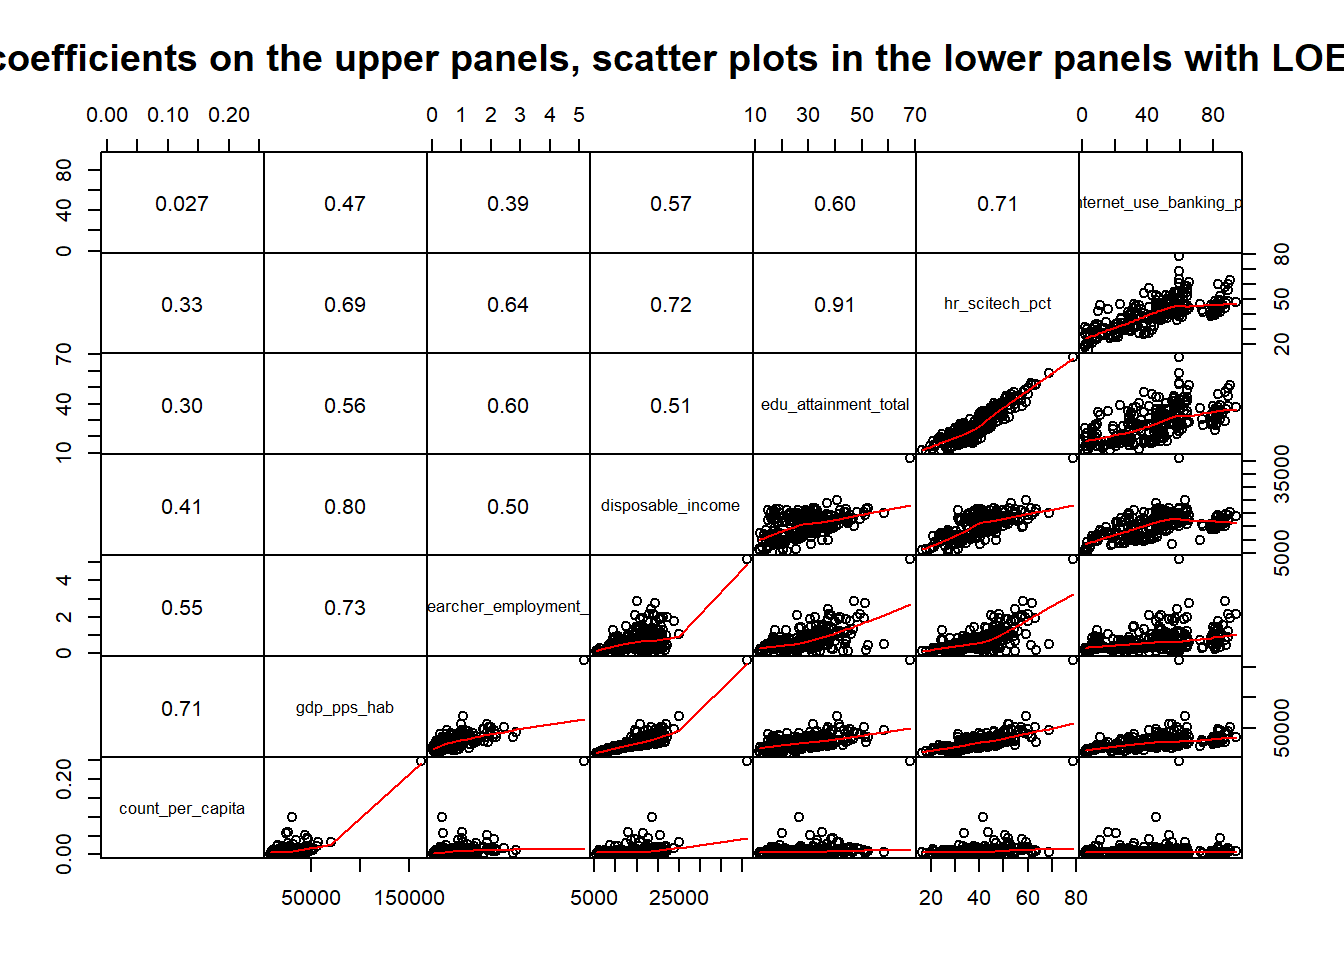 coefficients on the upper panels, scatter plots in the lower panels with LOE
0.00 0.10 0.20 0 1 2 3 4 5 10 30 50 70 0 40 80
0 40 80 0.027 0.47 0.39 0.57 0.60 0.71 nternet_use_banking_p
0.33 0.69 0.64 0.72 0.91 hr_scitech_pct 20 50 80
10 40 70 0.30 0.56 0.60 0.51 edu_attainment_total
0.41 0.80 0.50 disposable_income 5000 35000
0 2 4 0.55 0.73 earcher_employment_
0.71 gdp_pps_hab 50000
0.00 0.20 count_per_capita
50000 150000 5000 25000 20 40 60 80